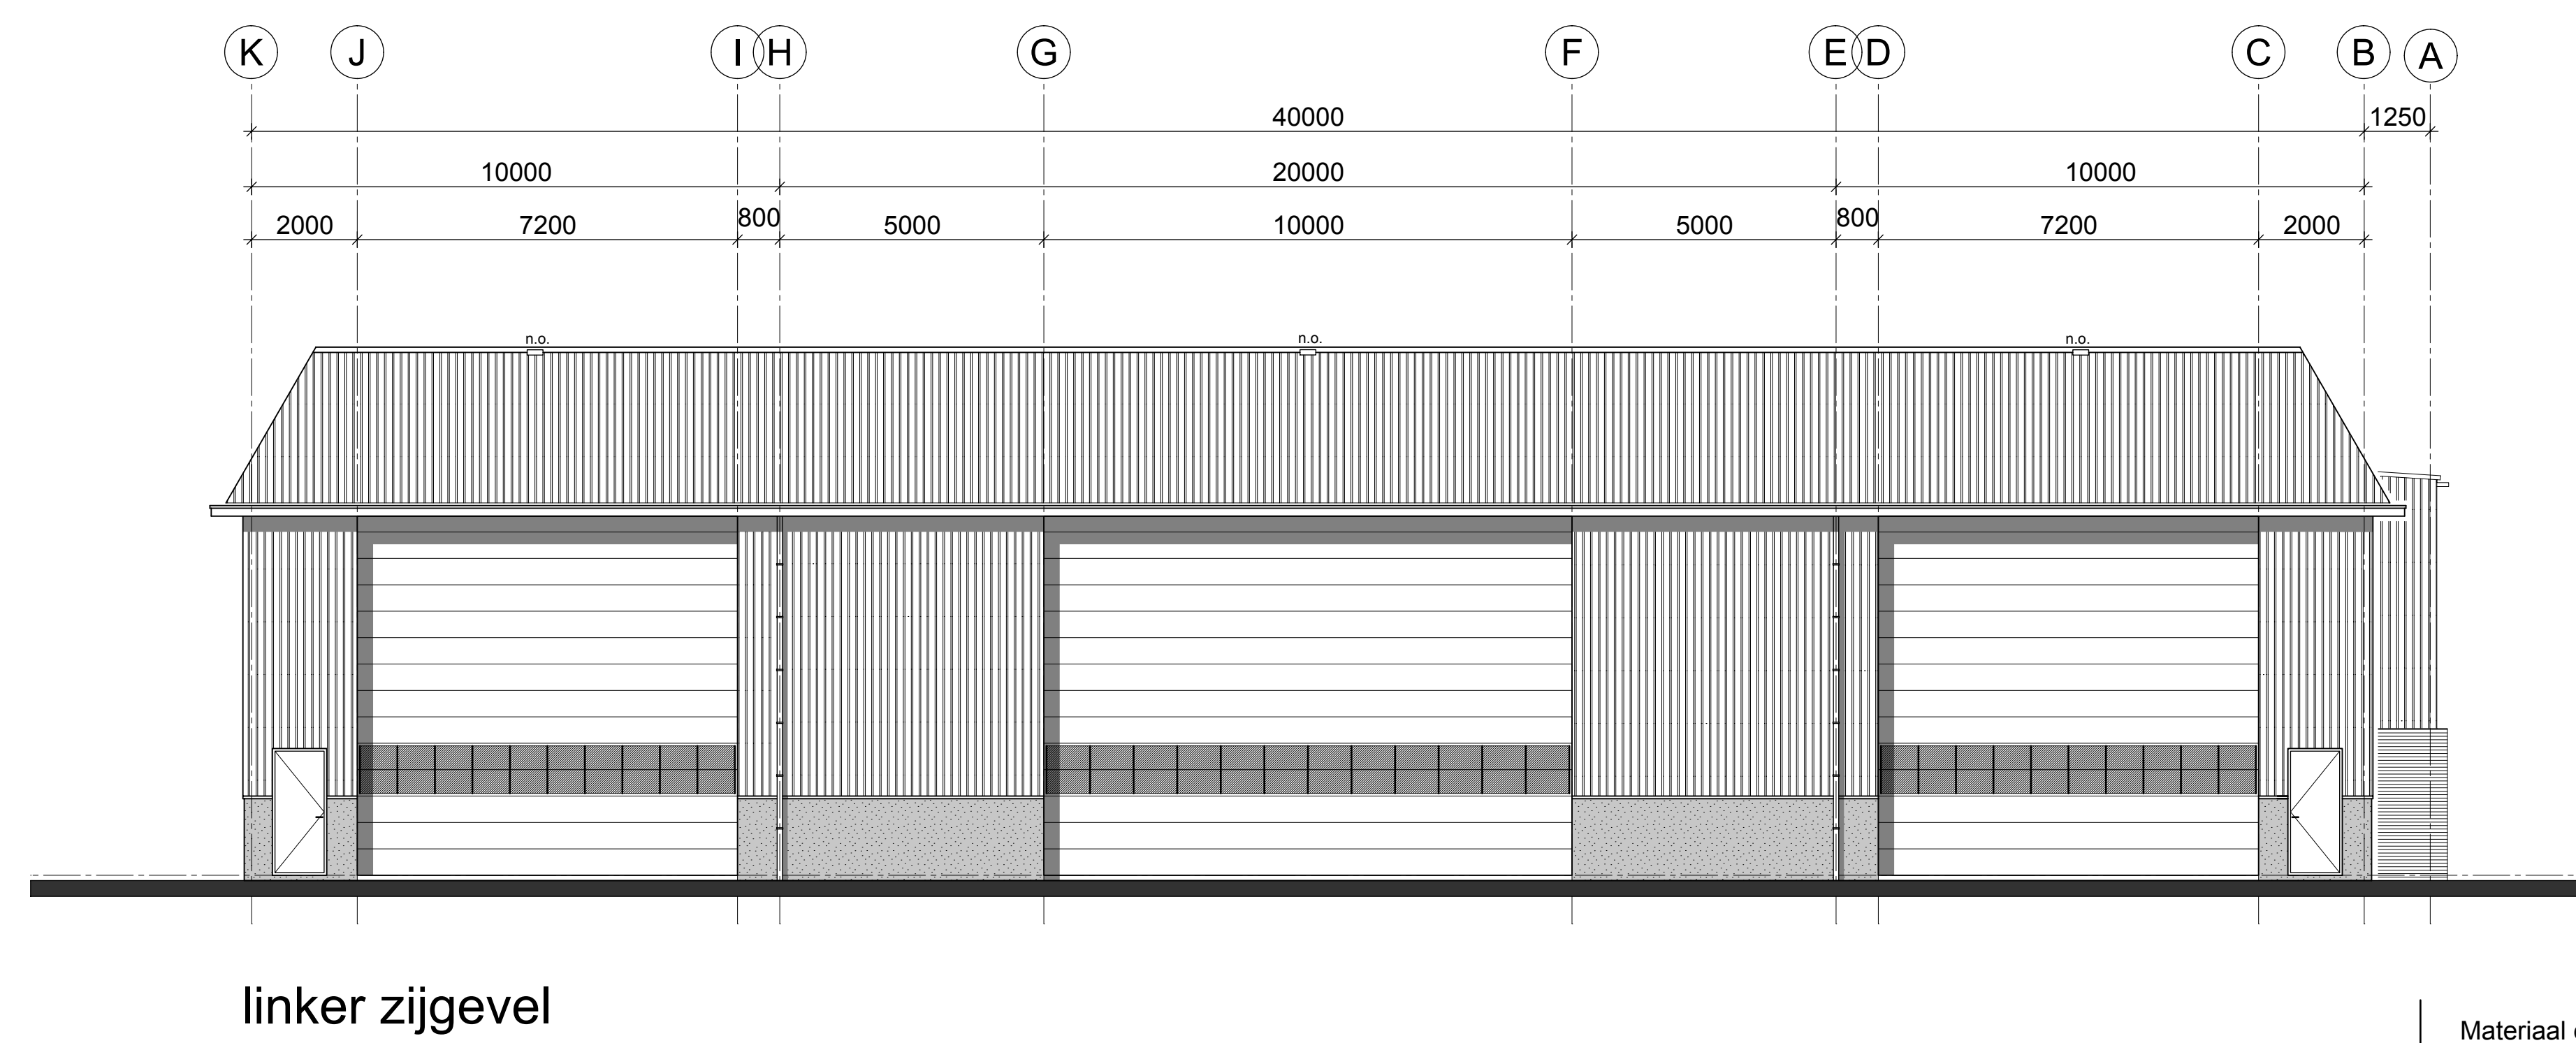 K J I H G F E D C B A
40000 1250
10000 20000 10000
2000 7200 800 5000 10000 5000 800 7200 2000
n.o. n.o. n.o.
linker zijgevel
Materiaal